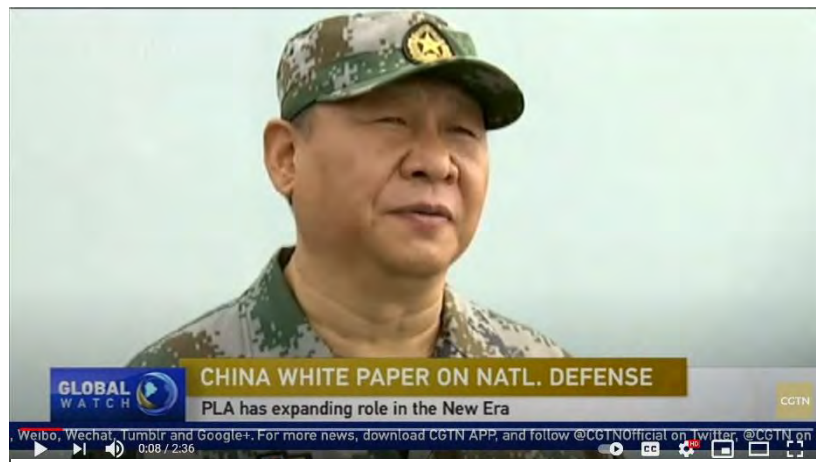 GLOBAL
WATCH
CHINA WHITE PAPER ON NATL. DEFENSE
PLA has expanding role in the New Era
CGTN
, Weibo, Wechat, Tumblr and Google+. For more news, download CGTN APP, and follow @CGTNOfficial on Twitter, @CGTN on
0:08 / 2:36
CC
HD